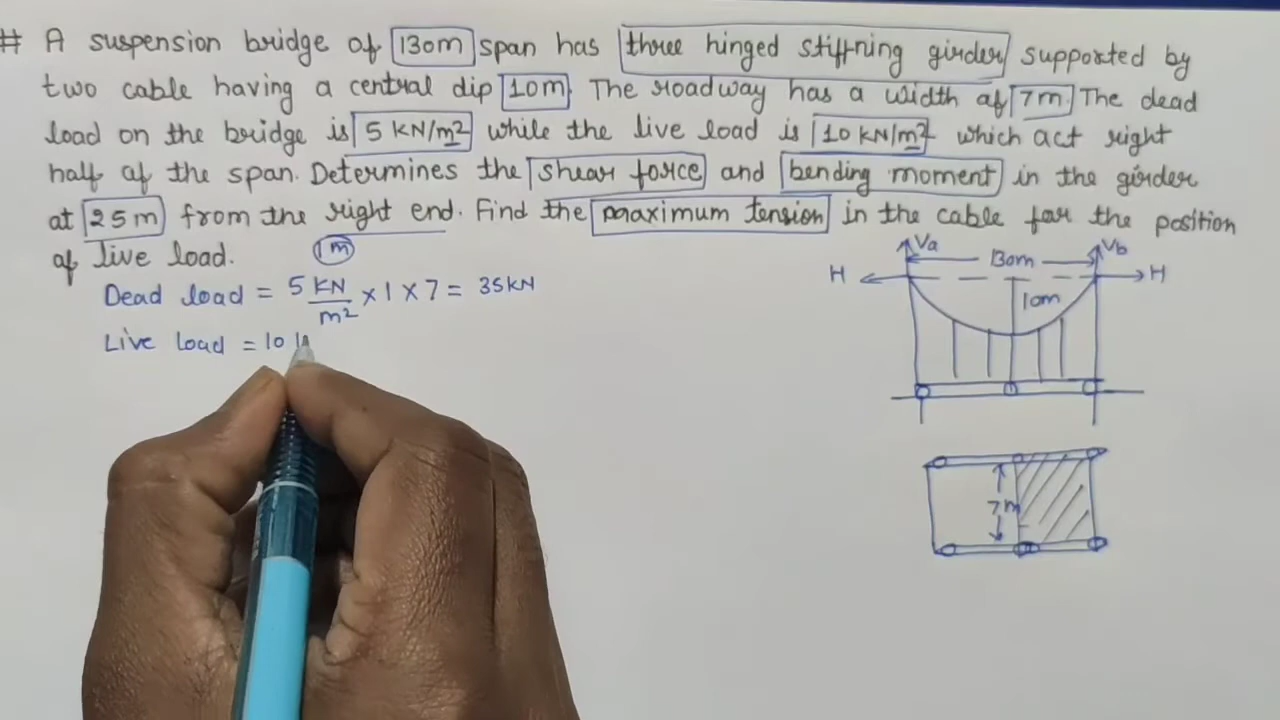 # A suspension bridge of 130m span has three hinged stiffning girder supported by
two cable having a central dip 10m. The roadway has a width of 7m. The dead
load on the bridge is 5 KN/m2 while the live load is 10 KN/m2 which act right
half of the span. Determines the shear force and bending moment in the girder
at 25m from the right end. Find the maximum tension in the cable for the position
of live load.
1m
Dead load = 5 KN/m2 × 1 × 7 = 35KN
Live load = 10
Va Vb
H 130m H
10m
7m